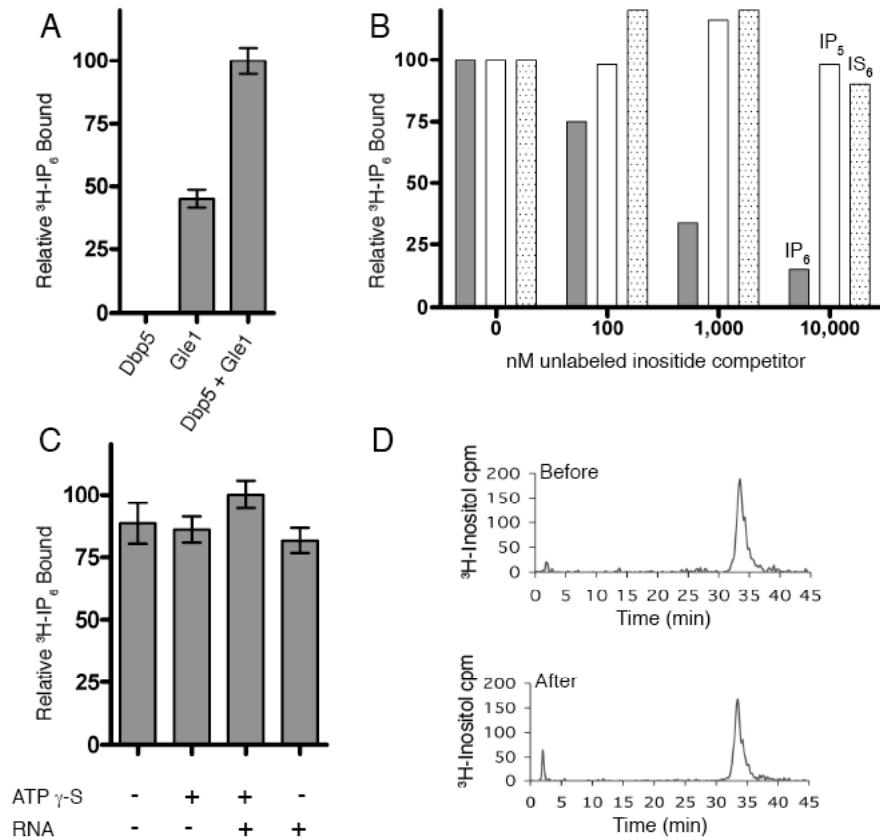 A
Relative ³H-IP₆ Bound
100
75
50
25
0
Dbp5
Gle1
Dbp5 + Gle1
B
Relative ³H-IP₆ Bound
100
75
50
25
0
IP₆
IP₅
IS₆
0 100 1,000 10,000
nM unlabeled inositide competitor
C
Relative ³H-IP₆ Bound
100
75
50
25
0
ATP γ-S - + + -
RNA - - + +
D
Before
³H-Inositol cpm
200
150
100
50
0
0 5 10 15 20 25 30 35 40 45
Time (min)
After
³H-Inositol cpm
200
150
100
50
0
0 5 10 15 20 25 30 35 40 45
Time (min)